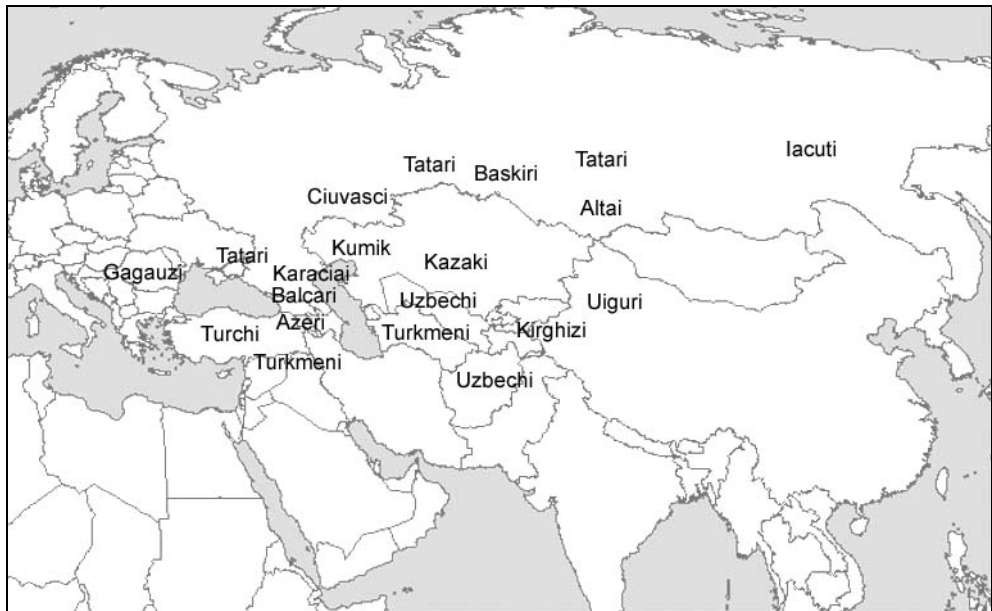 Iacuti
Tatari
Tatari
Baskiri
Ciuvasci
Altai
Kumik
Tatari
Kazaki
Gagauzi
Karaciai
Balcari
Uzbechi
Uiguri
Azeri
Turchi
Turkmeni
Kirghizi
Turkmeni
Uzbechi